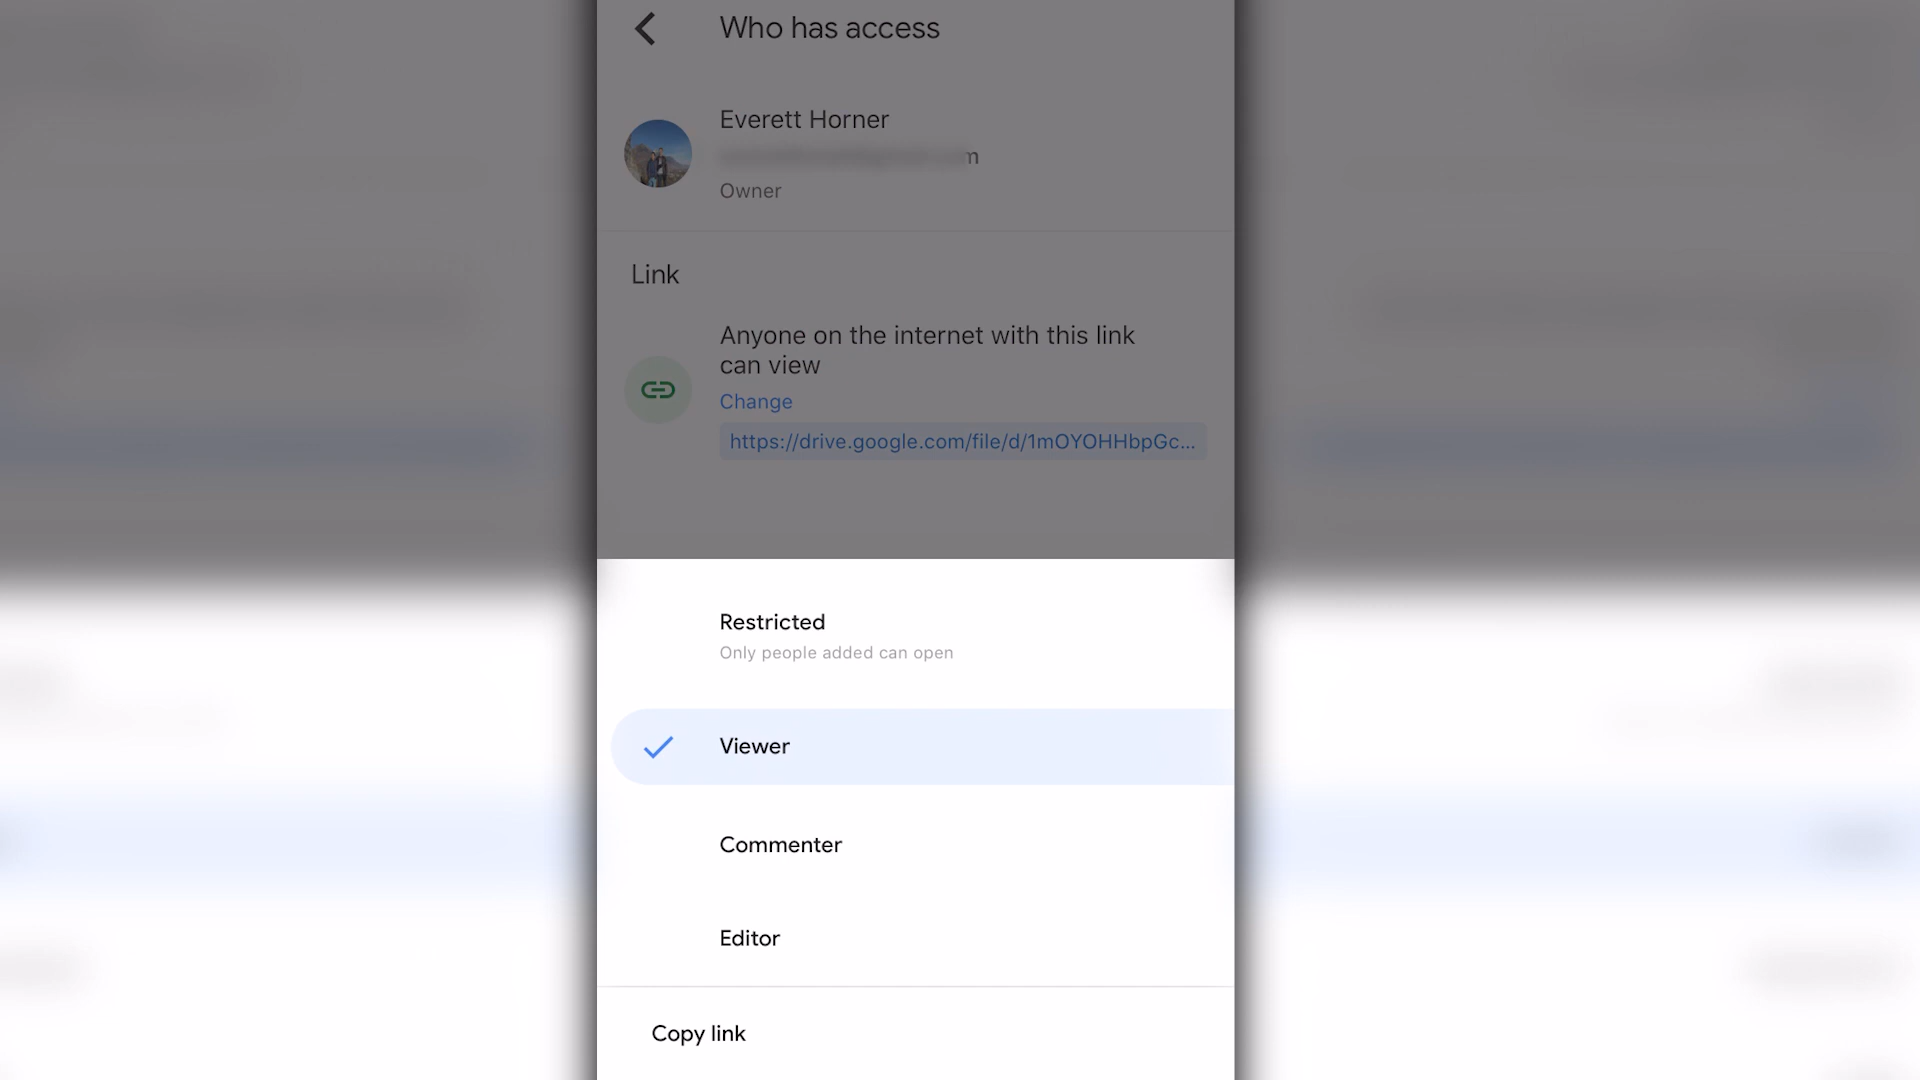 Who has access
Everett Horner
Owner
Link
Anyone on the internet with this link
can view
Change
https://drive.google.com/file/d/1mOYOHHbpGc...
Restricted
Only people added can open
Viewer
Commenter
Editor
Copy link